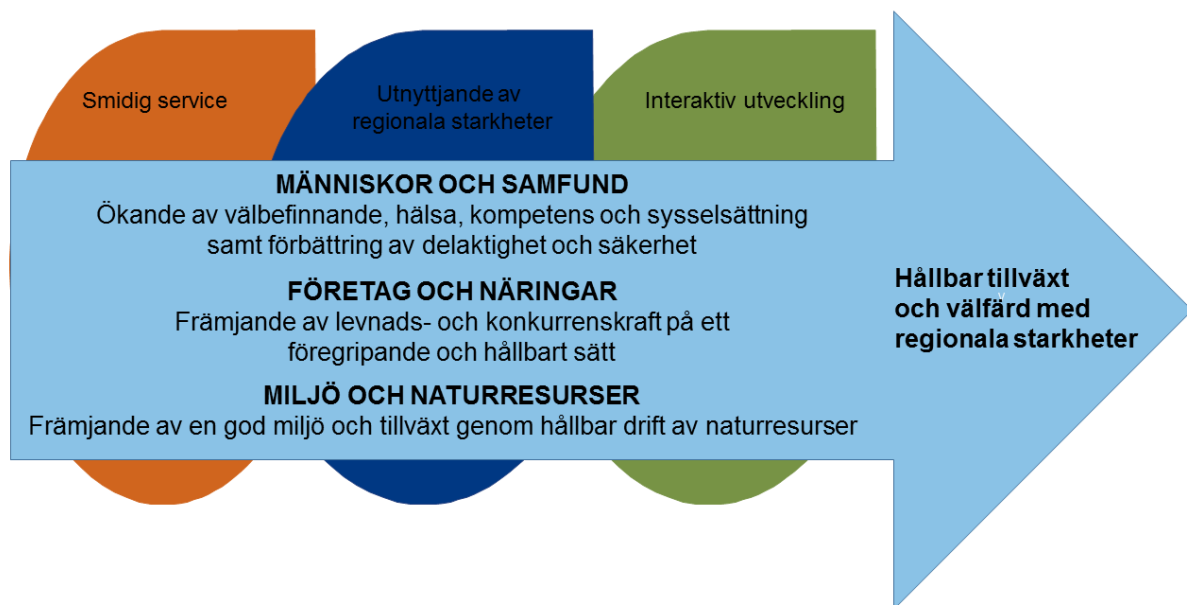 Smidig service
Utnyttjande av
regionala starkheter
Interaktiv utveckling
MÄNNISKOR OCH SAMFUND
Ökande av välbefinnande, hälsa, kompetens och sysselsättning
samt förbättring av delaktighet och säkerhet
FÖRETAG OCH NÄRINGAR
Främjande av levnads- och konkurrenskraft på ett
föregripande och hållbart sätt
MILJÖ OCH NATURRESURSER
Främjande av en god miljö och tillväxt genom hållbar drift av naturresurser
Hållbar tillväxt
och välfärd med
regionala starkheter